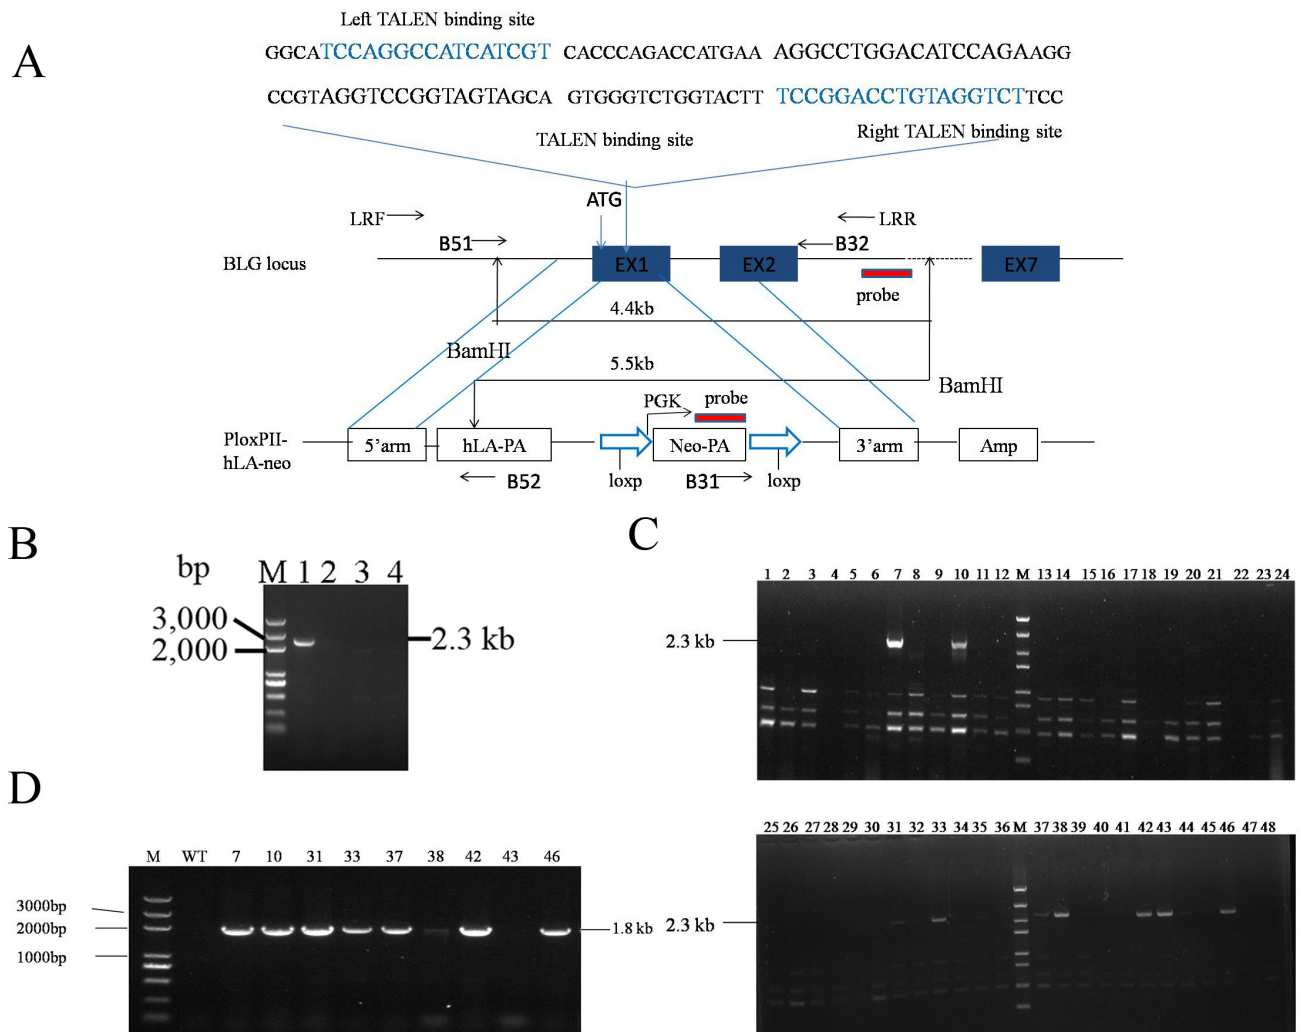 A
Left TALEN binding site
GGCATCCAGGCCATCATCGT CACCCAGACCATGAA AGGCCTGGACATCCAGAAGG
CCGTAGGTCCGGTAGTAGCA GTGGGTCTGGTACTT TCCGGACCTGTAGGTCTTCC
TALEN binding site
Right TALEN binding site
ATG
LRF
LRR
B51
B32
BLG locus
EX1
EX2
EX7
probe
4.4kb
BamHI
5.5kb
BamHI
PGK
probe
PloxPII-
hLA-neo
5’arm
hLA-PA
Neo-PA
3’arm
Amp
B52
loxp
B31
loxp
B
bp
M 1 2 3 4
3,000
2,000
2.3 kb
C
1 2 3 4 5 6 7 8 9 10 11 12 M 13 14 15 16 17 18 19 20 21 22 23 24
2.3 kb
25 26 27 28 29 30 31 32 33 34 35 36 M 37 38 39 40 41 42 43 44 45 46 47 48
2.3 kb
D
M WT 7 10 31 33 37 38 42 43 46
3000bp
2000bp
1000bp
1.8 kb